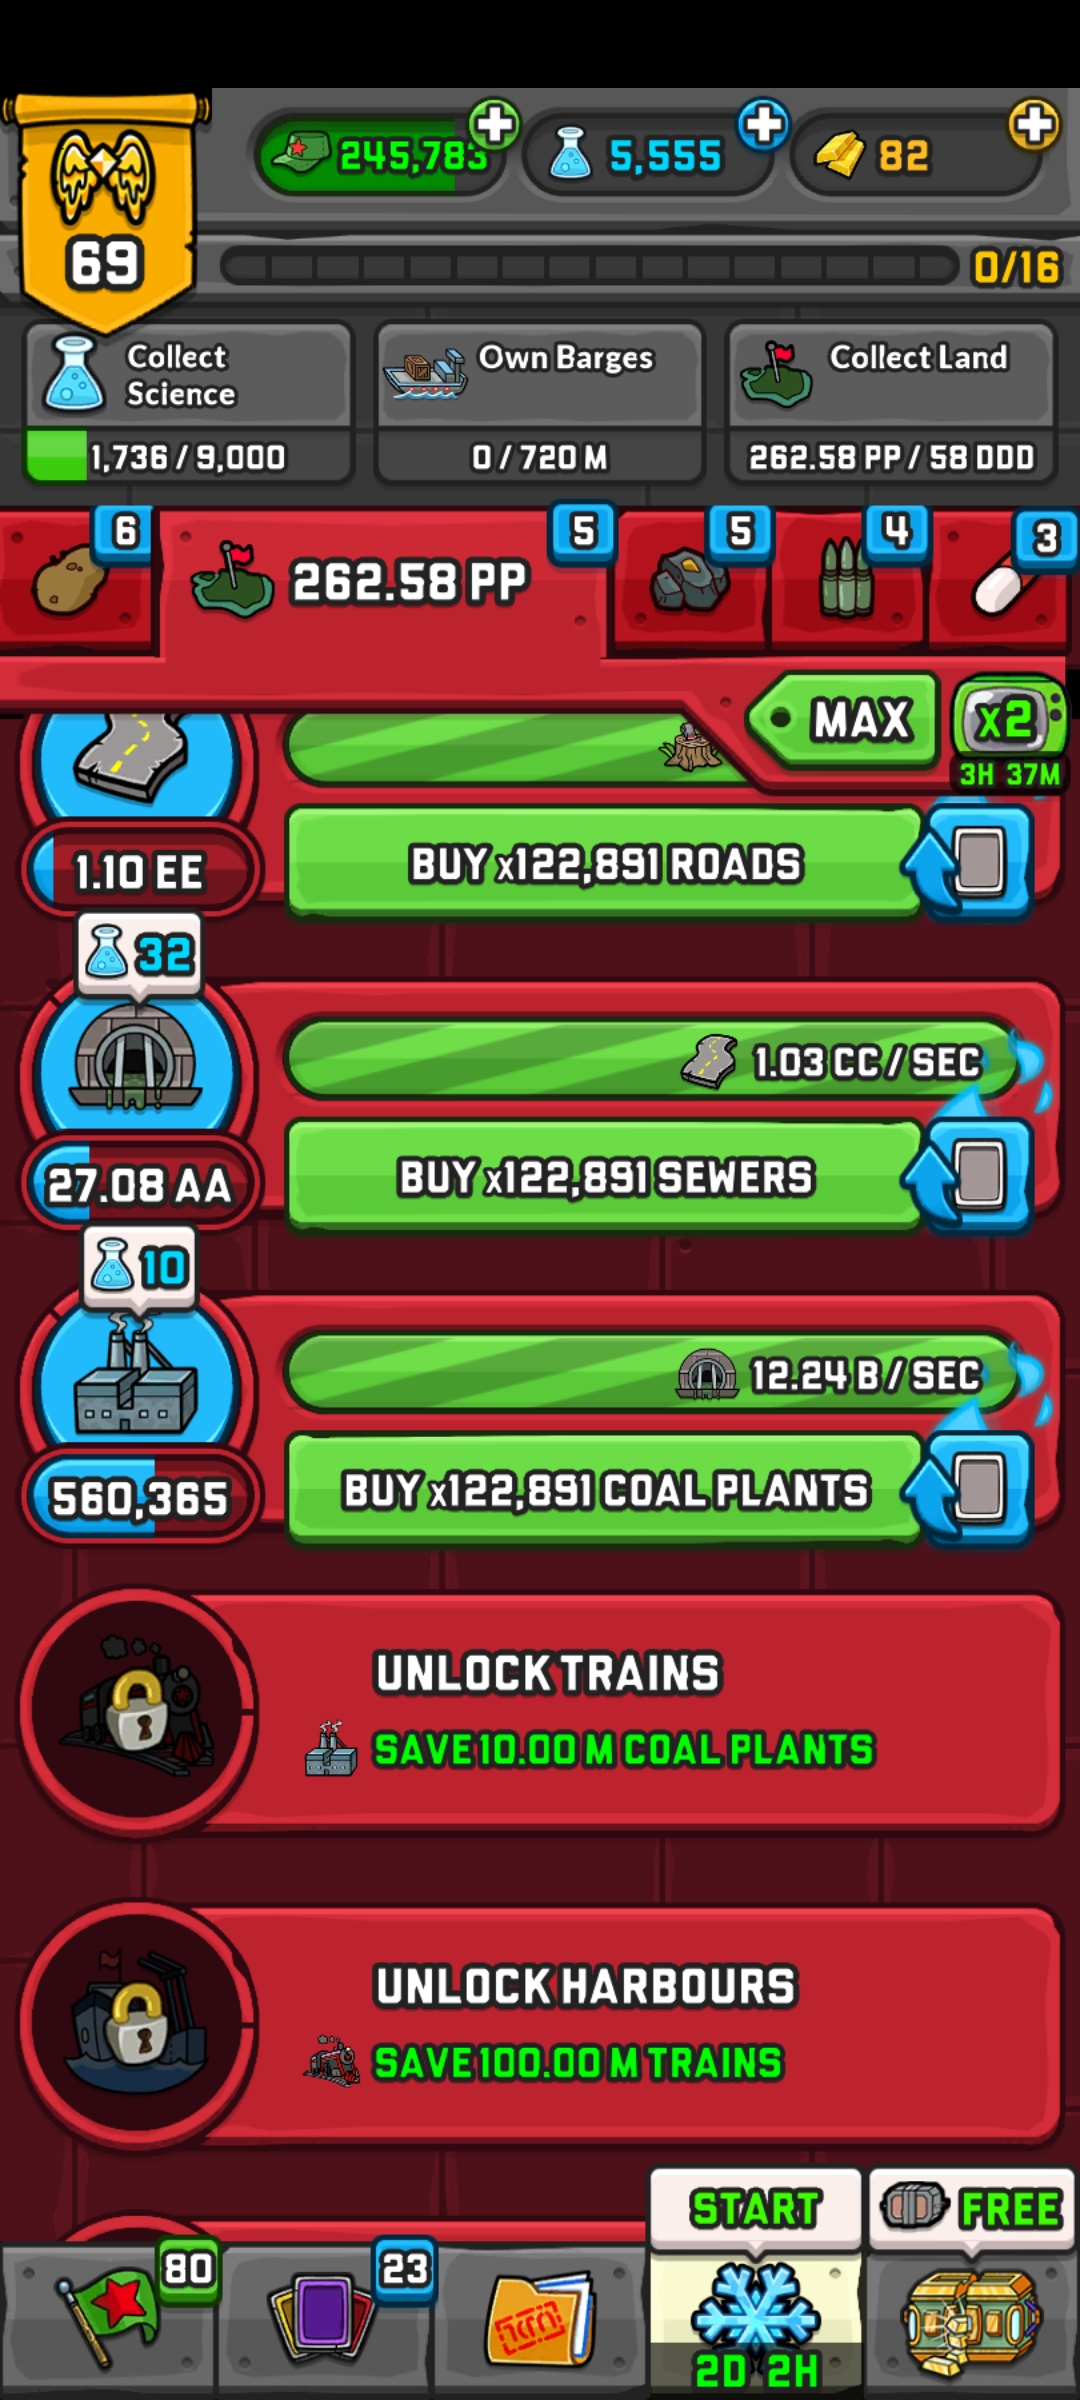 245,783
5,555
82
69
0/16
Collect
Science
1,736 / 9,000
Own Barges
0 / 720 M
Collect Land
262.58 PP / 58 DDD
6
262.58 PP
5
5
4
3
MAX
x2
3H 37M
1.10 EE
BUY x122,891 ROADS
32
1.03 CC / SEC
27.08 AA
BUY x122,891 SEWERS
10
12.24 B / SEC
560,365
BUY x122,891 COAL PLANTS
UNLOCK TRAINS
SAVE 10.00 M COAL PLANTS
UNLOCK HARBOURS
SAVE 100.00 M TRAINS
START
FREE
80
23
2D 2H